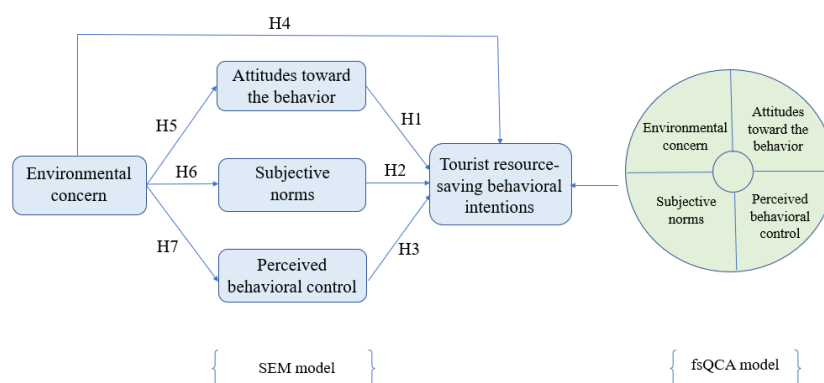 H4
Attitudes toward
the behavior
H5
H1
Environmental
concern
H6
Subjective
norms
H2
Tourist resource-
saving behavioral
intentions
H7
Perceived
behavioral control
H3
Environmental
concern
Attitudes
toward the
behavior
Subjective
norms
Perceived
behavioral
control
SEM model
fsQCA model